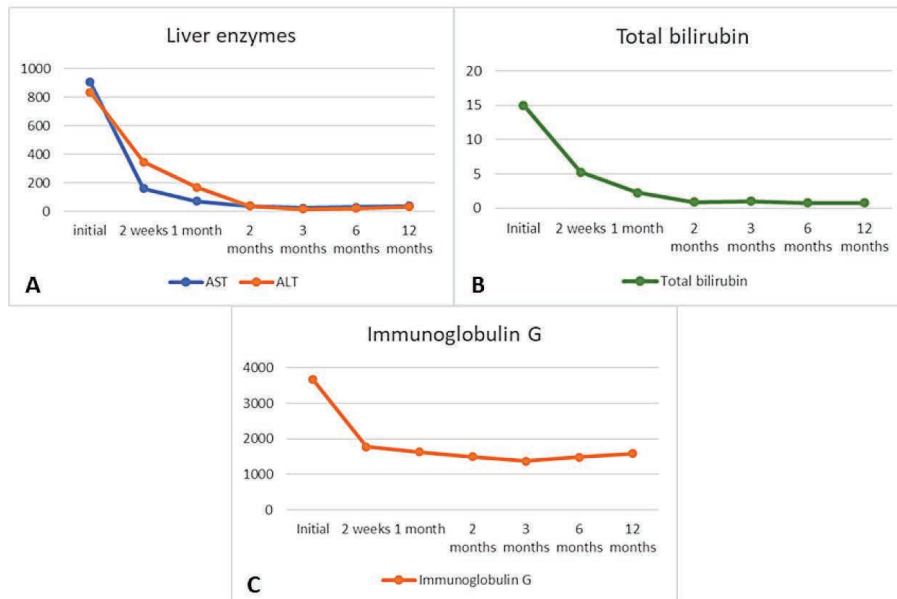 Liver enzymes
1000
800
600
400
200
0
initial 2 weeks 1 month 2 months 3 months 6 months 12 months
AST ALT
A
Total bilirubin
20
15
10
5
0
Initial 2 weeks 1 month 2 months 3 months 6 months 12 months
Total bilirubin
B
Immunoglobulin G
4000
3000
2000
1000
0
Initial 2 weeks 1 month 2 months 3 months 6 months 12 months
Immunoglobulin G
C